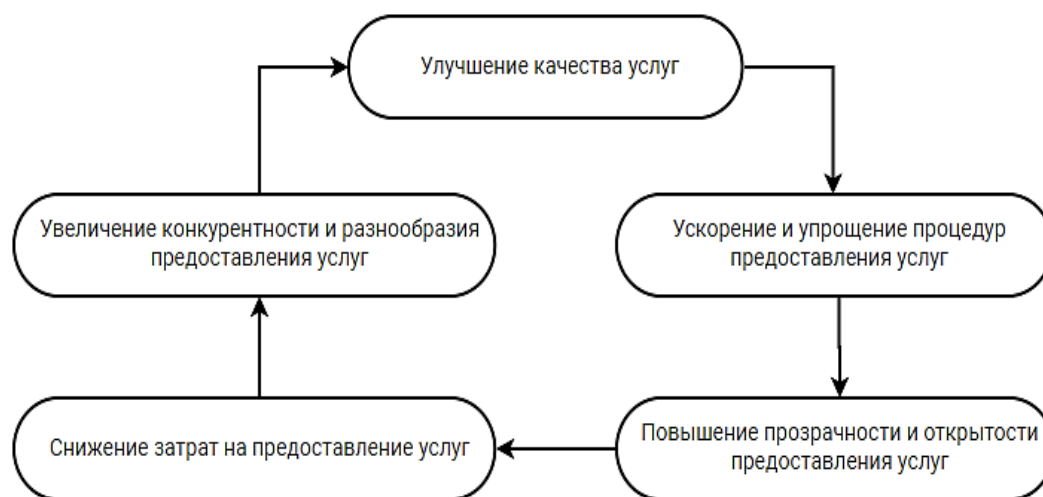 Улучшение качества услуг
Увеличение конкурентности и разнообразия
предоставления услуг
Ускорение и упрощение процедур
предоставления услуг
Снижение затрат на предоставление услуг
Повышение прозрачности и открытости
предоставления услуг